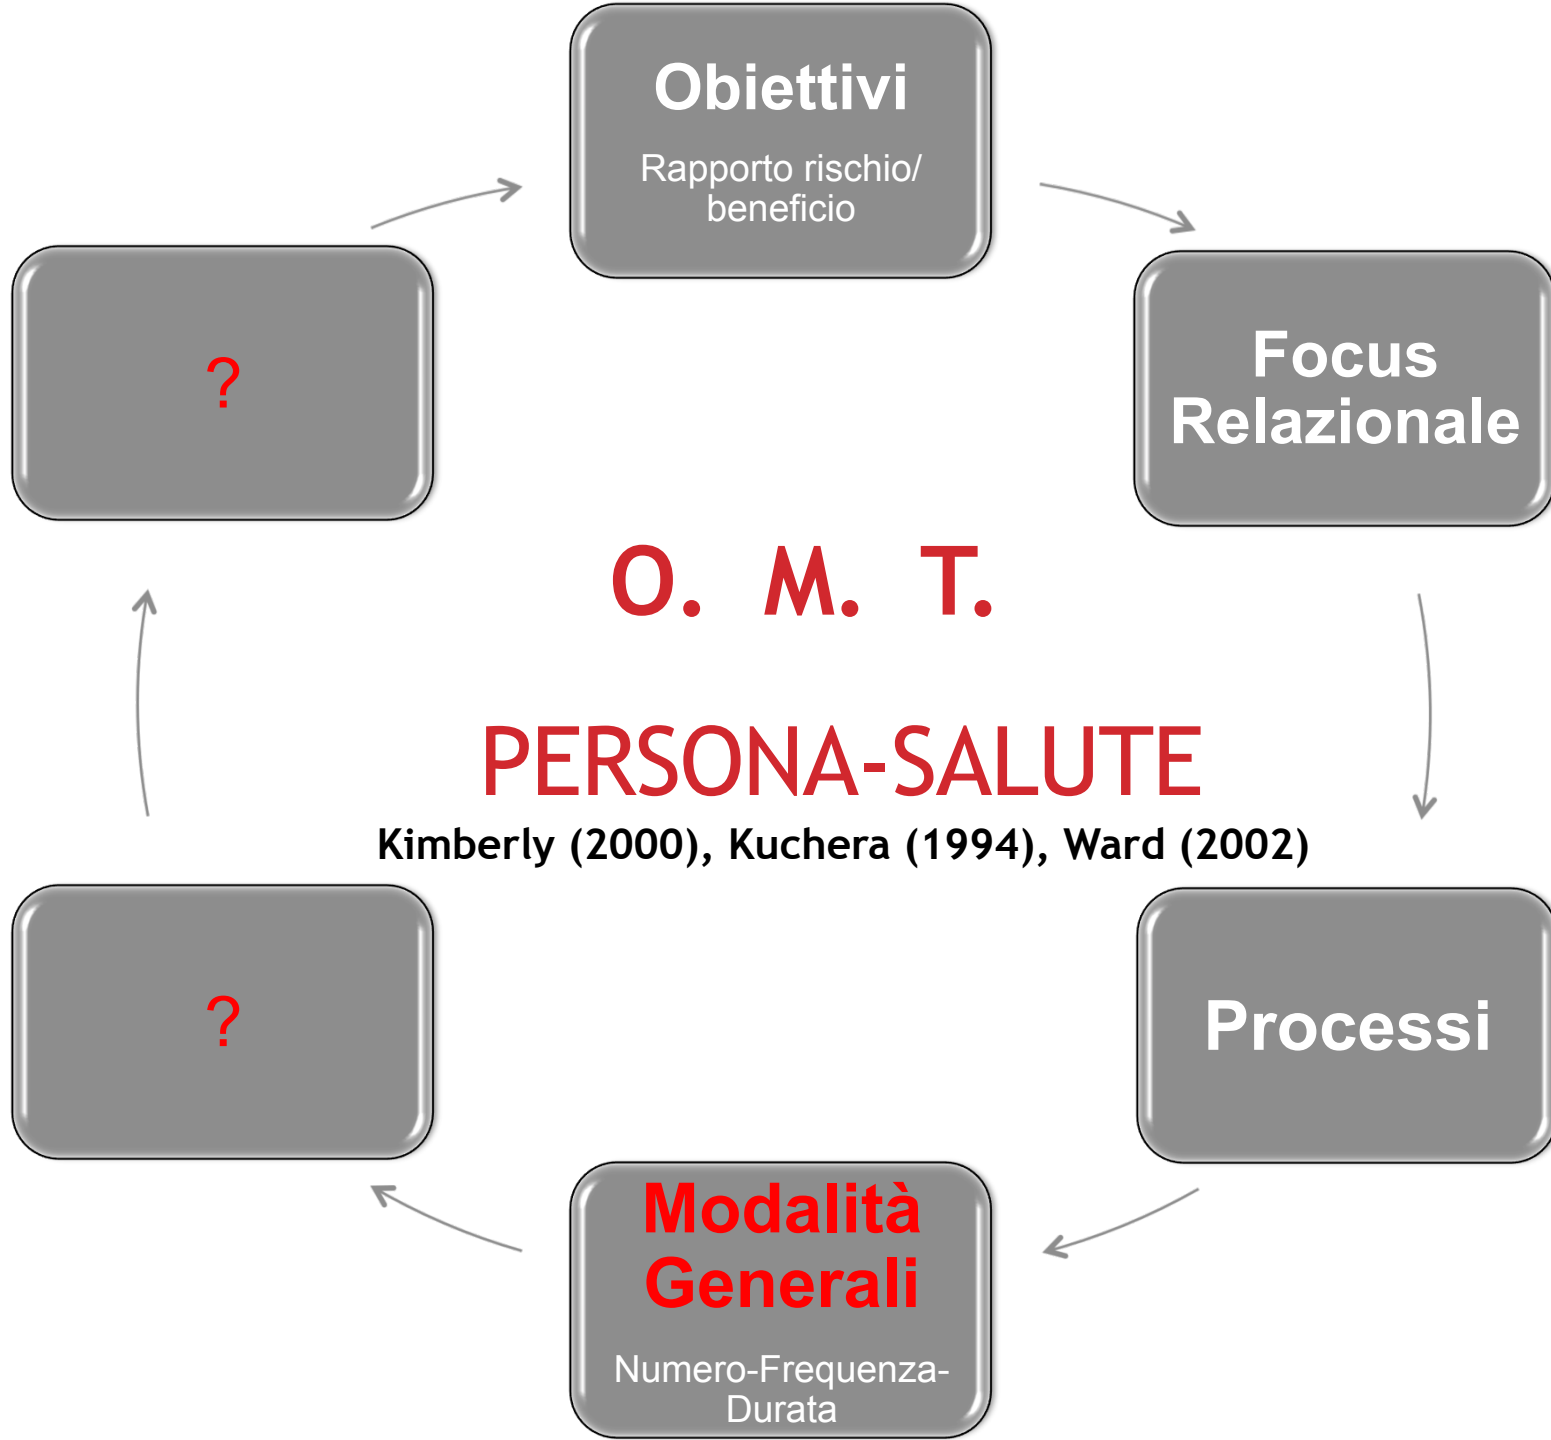 Obiettivi
Rapporto rischio/
beneficio
Focus
Relazionale
?
O. M. T.
PERSONA-SALUTE
Kimberly (2000), Kuchera (1994), Ward (2002)
Processi
?
Modalità
Generali
Numero-Frequenza-
Durata